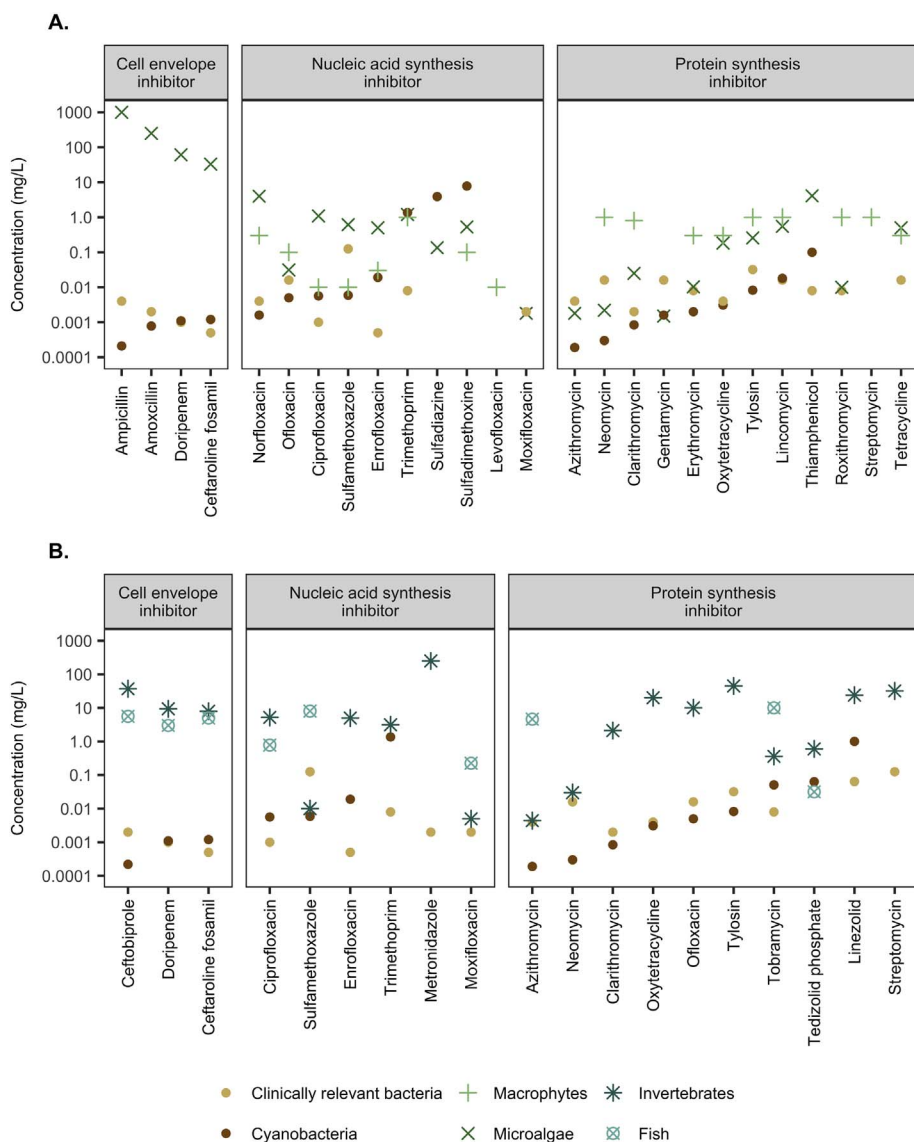 A.
Cell envelope
inhibitor
Nucleic acid synthesis
inhibitor
Protein synthesis
inhibitor
Concentration (mg/L)
1000
100
10
1.0
0.1
0.01
0.001
0.0001
Ampicillin
Amoxcillin
Doripenem
Ceftaroline fosamil
Norfloxacin
Ofloxacin
Ciprofloxacin
Sulfamethoxazole
Enrofloxacin
Trimethoprim
Sulfadiazine
Sulfadimethoxine
Levofloxacin
Moxifloxacin
Azithromycin
Neomycin
Clarithromycin
Gentamycin
Erythromycin
Oxytetracycline
Tylosin
Lincomycin
Thiamphenicol
Roxithromycin
Streptomycin
Tetracycline
B.
Cell envelope
inhibitor
Nucleic acid synthesis
inhibitor
Protein synthesis
inhibitor
Concentration (mg/L)
1000
100
10
1.0
0.1
0.01
0.001
0.0001
Ceftobiprole
Doripenem
Ceftaroline fosamil
Ciprofloxacin
Sulfamethoxazole
Enrofloxacin
Trimethoprim
Metronidazole
Moxifloxacin
Azithromycin
Neomycin
Clarithromycin
Oxytetracycline
Ofloxacin
Tylosin
Tobramycin
Tedizolid phosphate
Linezolid
Streptomycin
Clinically relevant bacteria
Macrophytes
Invertebrates
Cyanobacteria
Microalgae
Fish